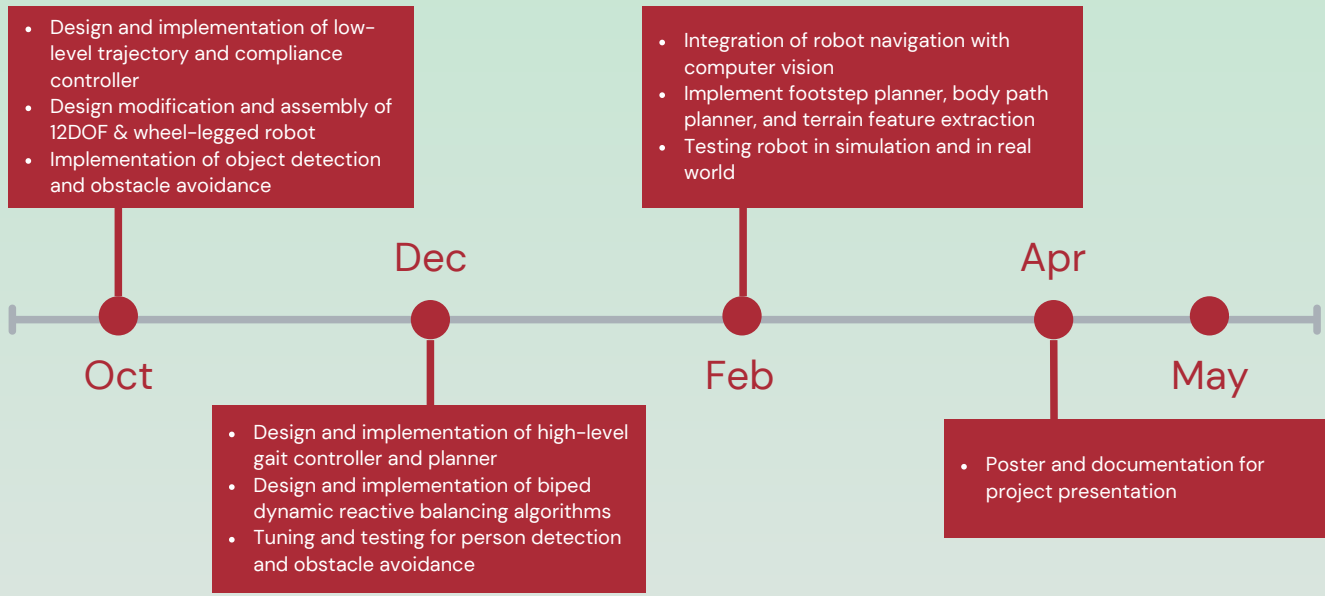 • Design and implementation of low-
level trajectory and compliance
controller
• Design modification and assembly of
12DOF & wheel-legged robot
• Implementation of object detection
and obstacle avoidance
• Integration of robot navigation with
computer vision
• Implement footstep planner, body path
planner, and terrain feature extraction
• Testing robot in simulation and in real
world
Dec
Apr
Oct
Feb
May
• Design and implementation of high-level
gait controller and planner
• Design and implementation of biped
dynamic reactive balancing algorithms
• Tuning and testing for person detection
and obstacle avoidance
• Poster and documentation for
project presentation